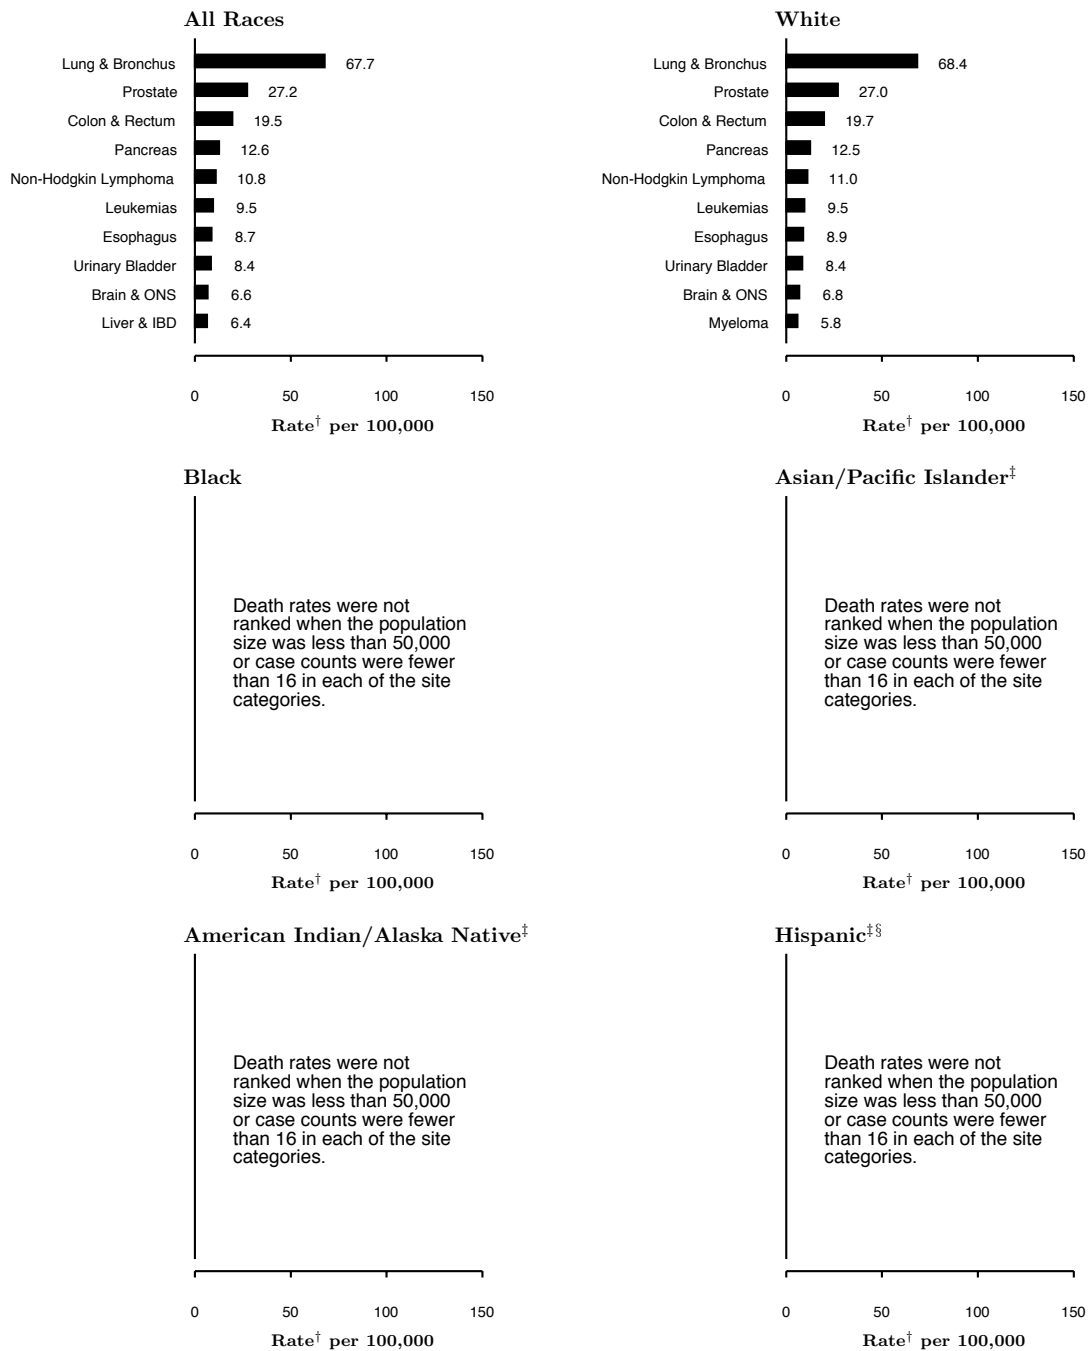 All Races
Lung & Bronchus 67.7
Prostate 27.2
Colon & Rectum 19.5
Pancreas 12.6
Non-Hodgkin Lymphoma 10.8
Leukemias 9.5
Esophagus 8.7
Urinary Bladder 8.4
Brain & ONS 6.6
Liver & IBD 6.4
0 50 100 150
Rate† per 100,000
White
Lung & Bronchus 68.4
Prostate 27.0
Colon & Rectum 19.7
Pancreas 12.5
Non-Hodgkin Lymphoma 11.0
Leukemias 9.5
Esophagus 8.9
Urinary Bladder 8.4
Brain & ONS 6.8
Myeloma 5.8
0 50 100 150
Rate† per 100,000
Black
Death rates were not
ranked when the population
size was less than 50,000
or case counts were fewer
than 16 in each of the site
categories.
0 50 100 150
Rate† per 100,000
Asian/Pacific Islander‡
Death rates were not
ranked when the population
size was less than 50,000
or case counts were fewer
than 16 in each of the site
categories.
0 50 100 150
Rate† per 100,000
American Indian/Alaska Native‡
Death rates were not
ranked when the population
size was less than 50,000
or case counts were fewer
than 16 in each of the site
categories.
0 50 100 150
Rate† per 100,000
Hispanic‡§
Death rates were not
ranked when the population
size was less than 50,000
or case counts were fewer
than 16 in each of the site
categories.
0 50 100 150
Rate† per 100,000